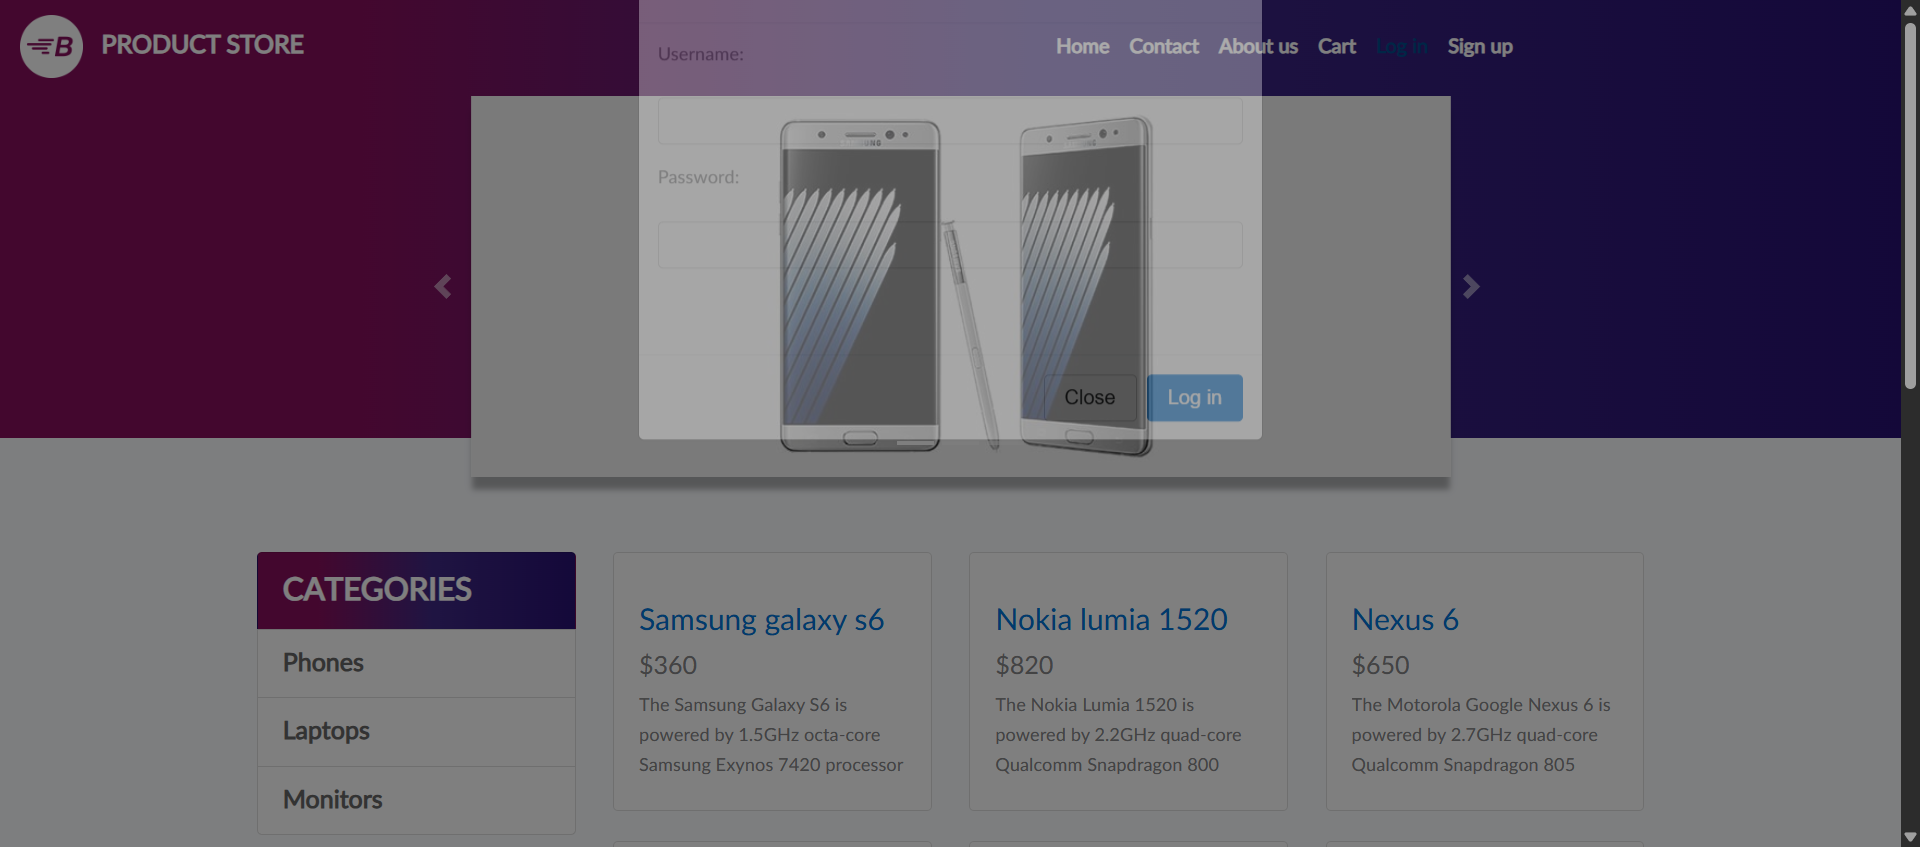 B PRODUCT STORE
Home Contact About us Cart Log in Sign up
Username:
Password:
Close Log in
CATEGORIES
Phones
Laptops
Monitors
Samsung galaxy s6
$360
The Samsung Galaxy S6 is
powered by 1.5GHz octa-core
Samsung Exynos 7420 processor
Nokia lumia 1520
$820
The Nokia Lumia 1520 is
powered by 2.2GHz quad-core
Qualcomm Snapdragon 800
Nexus 6
$650
The Motorola Google Nexus 6 is
powered by 2.7GHz quad-core
Qualcomm Snapdragon 805